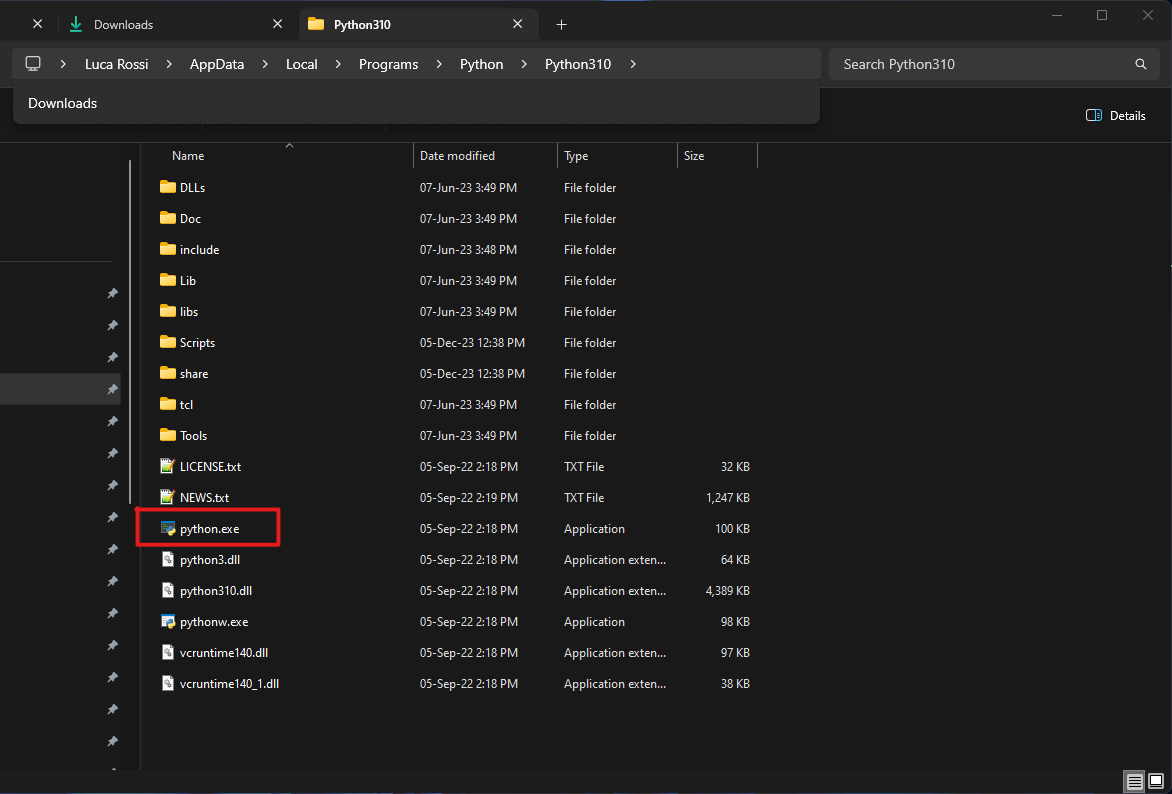 Downloads Python310
Luca Rossi AppData Local Programs Python Python310 Search Python310
Downloads
Details
Name Date modified Type Size
DLLs 07-Jun-23 3:49 PM File folder
Doc 07-Jun-23 3:49 PM File folder
include 07-Jun-23 3:48 PM File folder
Lib 07-Jun-23 3:49 PM File folder
libs 07-Jun-23 3:49 PM File folder
Scripts 05-Dec-23 12:38 PM File folder
share 05-Dec-23 12:38 PM File folder
tcl 07-Jun-23 3:49 PM File folder
Tools 07-Jun-23 3:49 PM File folder
LICENSE.txt 05-Sep-22 2:18 PM TXT File 32 KB
NEWS.txt 05-Sep-22 2:19 PM TXT File 1,247 KB
python.exe 05-Sep-22 2:18 PM Application 100 KB
python3.dll 05-Sep-22 2:18 PM Application exten... 64 KB
python310.dll 05-Sep-22 2:18 PM Application exten... 4,389 KB
pythonw.exe 05-Sep-22 2:18 PM Application 98 KB
vcruntime140.dll 05-Sep-22 2:18 PM Application exten... 97 KB
vcruntime140_1.dll 05-Sep-22 2:18 PM Application exten... 38 KB